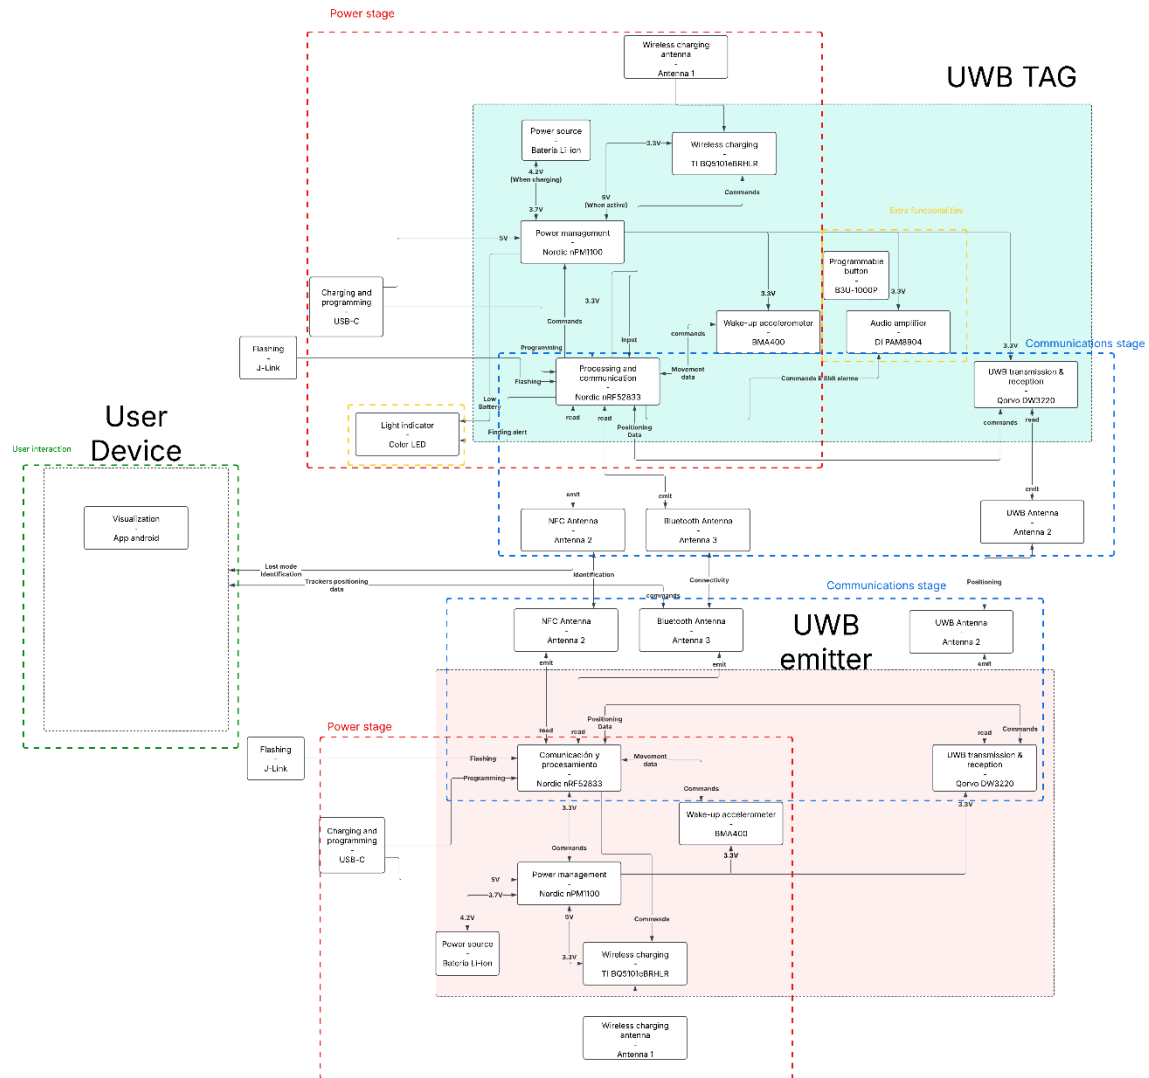 Power stage
Wireless charging
antenna
-
Antenna 1
UWB TAG
Power source
-
Bateria Li-ion
3.3V
Wireless charging
-
TI BQ5101eBRHLR
4.2V
(When charging)
Commands
5V
(When active)
3.7V
Extra functionalities
Power management
-
Nordic nPM1100
5V
Programmable
button
-
B3U-1000P
Charging and
programming
-
USB-C
3.3V
3.3V
3.3V
Commands
Input
commands
Wake-up accelerometer
-
BMA400
Audio amplifier
-
DI PAM8904
Flashing
-
J-Link
Programming
3.3V
Communications stage
Processing and
communication
-
Nordic nRF52833
Movement
data
Flashing
Commands & 8bit alarms
UWB transmission &
reception
-
Qorvo DW3220
Low
Battery
read
read
Positioning
Data
commands
read
User
Device
Light indicator
-
Color LED
Finding alert
User interaction
emit
emit
emit
Visualization
-
App android
NFC Antenna
-
Antenna 2
Bluetooth Antenna
-
Antenna 3
UWB Antenna
-
Antenna 2
Lost mode
Identification
Identification
Trackers positioning
data
Connectivity
Positioning
commands
Communications stage
NFC Antenna
-
Antenna 2
Bluetooth Antenna
-
Antenna 3
UWB
emitter
UWB Antenna
-
Antenna 2
emit
emit
emit
Power stage
Positioning
Data
read
read
read
Commands
Flashing
-
J-Link
Flashing
Programming
Comunicación y
procesamiento
-
Nordic nRF52833
Movement
data
UWB transmission &
reception
-
Qorvo DW3220
Commands
3.3V
3.3V
Charging and
programming
-
USB-C
Wake-up accelerometer
-
BMA400
Commands
3.3V
5V
3.7V
Power management
-
Nordic nPM1100
4.2V
5V
Commands
Power source
-
Bateria Li-ion
3.3V
Wireless charging
-
TI BQ5101eBRHLR
Wireless charging
antenna
-
Antenna 1